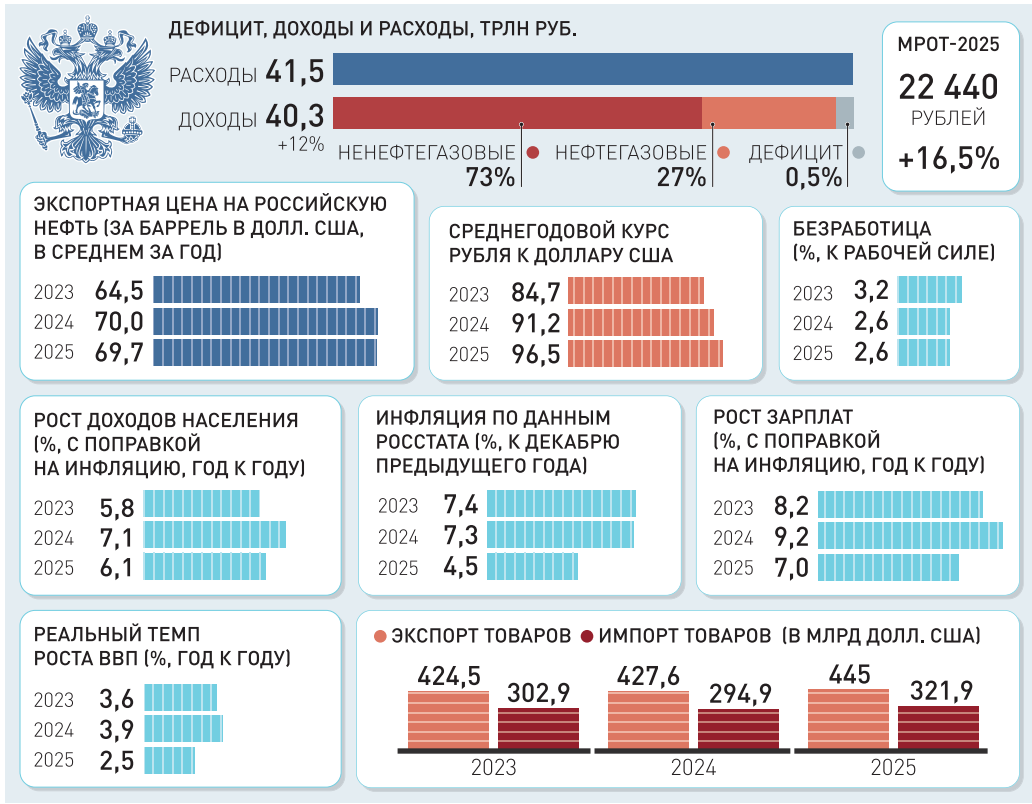 ДЕФИЦИТ, ДОХОДЫ И РАСХОДЫ, ТРЛН РУБ.
РАСХОДЫ 41,5
ДОХОДЫ 40,3
+12%
НЕНЕФТЕГАЗОВЫЕ
73%
НЕФТЕГАЗОВЫЕ
27%
ДЕФИЦИТ
0,5%
МРОТ-2025
22 440
РУБЛЕЙ
+16,5%
ЭКСПОРТНАЯ ЦЕНА НА РОССИЙСКУЮ
НЕФТЬ (ЗА БАРРЕЛЬ В ДОЛЛ. США,
В СРЕДНЕМ ЗА ГОД)
2023 64,5
2024 70,0
2025 69,7
СРЕДНЕГОДОВОЙ КУРС
РУБЛЯ К ДОЛЛАРУ США
2023 84,7
2024 91,2
2025 96,5
БЕЗРАБОТИЦА
(%, К РАБОЧЕЙ СИЛЕ)
2023 3,2
2024 2,6
2025 2,6
РОСТ ДОХОДОВ НАСЕЛЕНИЯ
(%, С ПОПРАВКОЙ
НА ИНФЛЯЦИЮ, ГОД К ГОДУ)
2023 5,8
2024 7,1
2025 6,1
ИНФЛЯЦИЯ ПО ДАННЫМ
РОССТАТА (%, К ДЕКАБРЮ
ПРЕДЫДУЩЕГО ГОДА)
2023 7,4
2024 7,3
2025 4,5
РОСТ ЗАРПЛАТ
(%, С ПОПРАВКОЙ
НА ИНФЛЯЦИЮ, ГОД К ГОДУ)
2023 8,2
2024 9,2
2025 7,0
РЕАЛЬНЫЙ ТЕМП
РОСТА ВВП (%, ГОД К ГОДУ)
2023 3,6
2024 3,9
2025 2,5
ЭКСПОРТ ТОВАРОВ ИМПОРТ ТОВАРОВ (В МЛРД ДОЛЛ. США)
424,5 302,9 427,6 294,9 445 321,9
2023 2024 2025